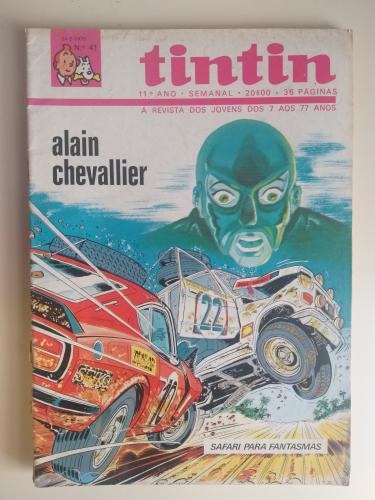 N.º 41
tintin
11.º ANO · SEMANAL · 20$00 · 36 PÁGINAS
A REVISTA DOS JOVENS DOS 7 AOS 77 ANOS
alain
chevallier
22
10
SAFARI PARA FANTASMAS